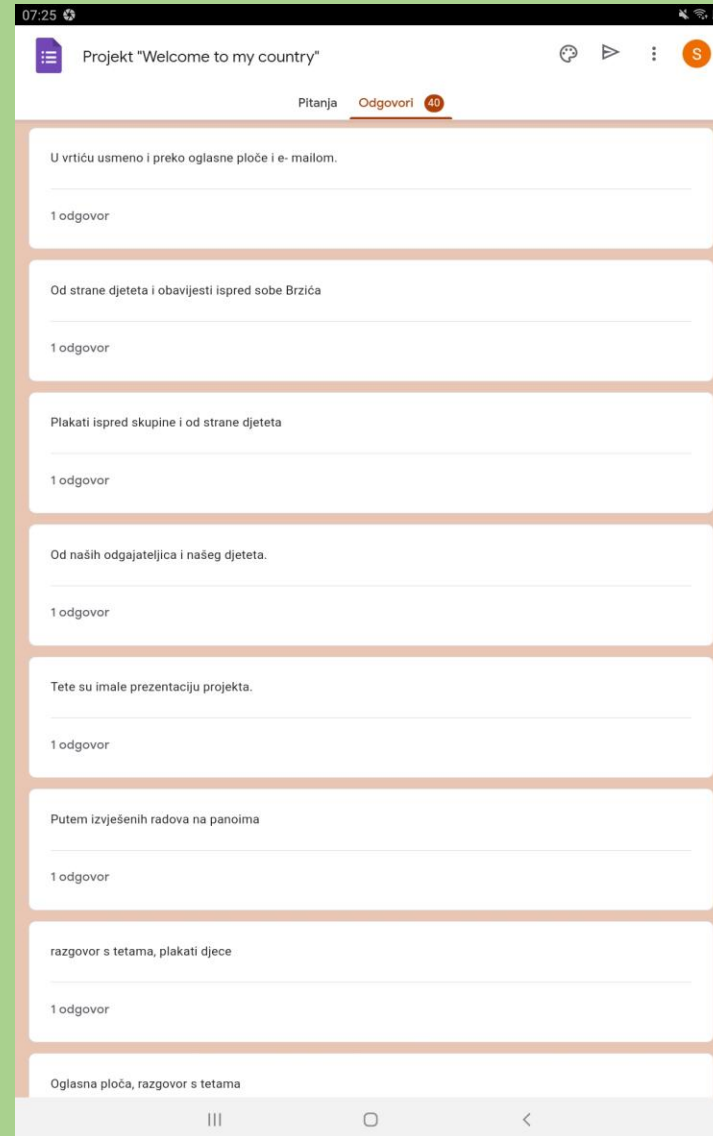 07:25
Projekt "Welcome to my country"
S
Pitanja Odgovori 40
U vrtiću usmeno i preko oglasne ploče i e- mailom.
1 odgovor
Od strane djeteta i obavijesti ispred sobe Brzića
1 odgovor
Plakati ispred skupine i od strane djeteta
1 odgovor
Od naših odgajateljica i našeg djeteta.
1 odgovor
Tete su imale prezentaciju projekta.
1 odgovor
Putem izvješenih radova na panoima
1 odgovor
razgovor s tetama, plakati djece
1 odgovor
Oglasna ploča, razgovor s tetama